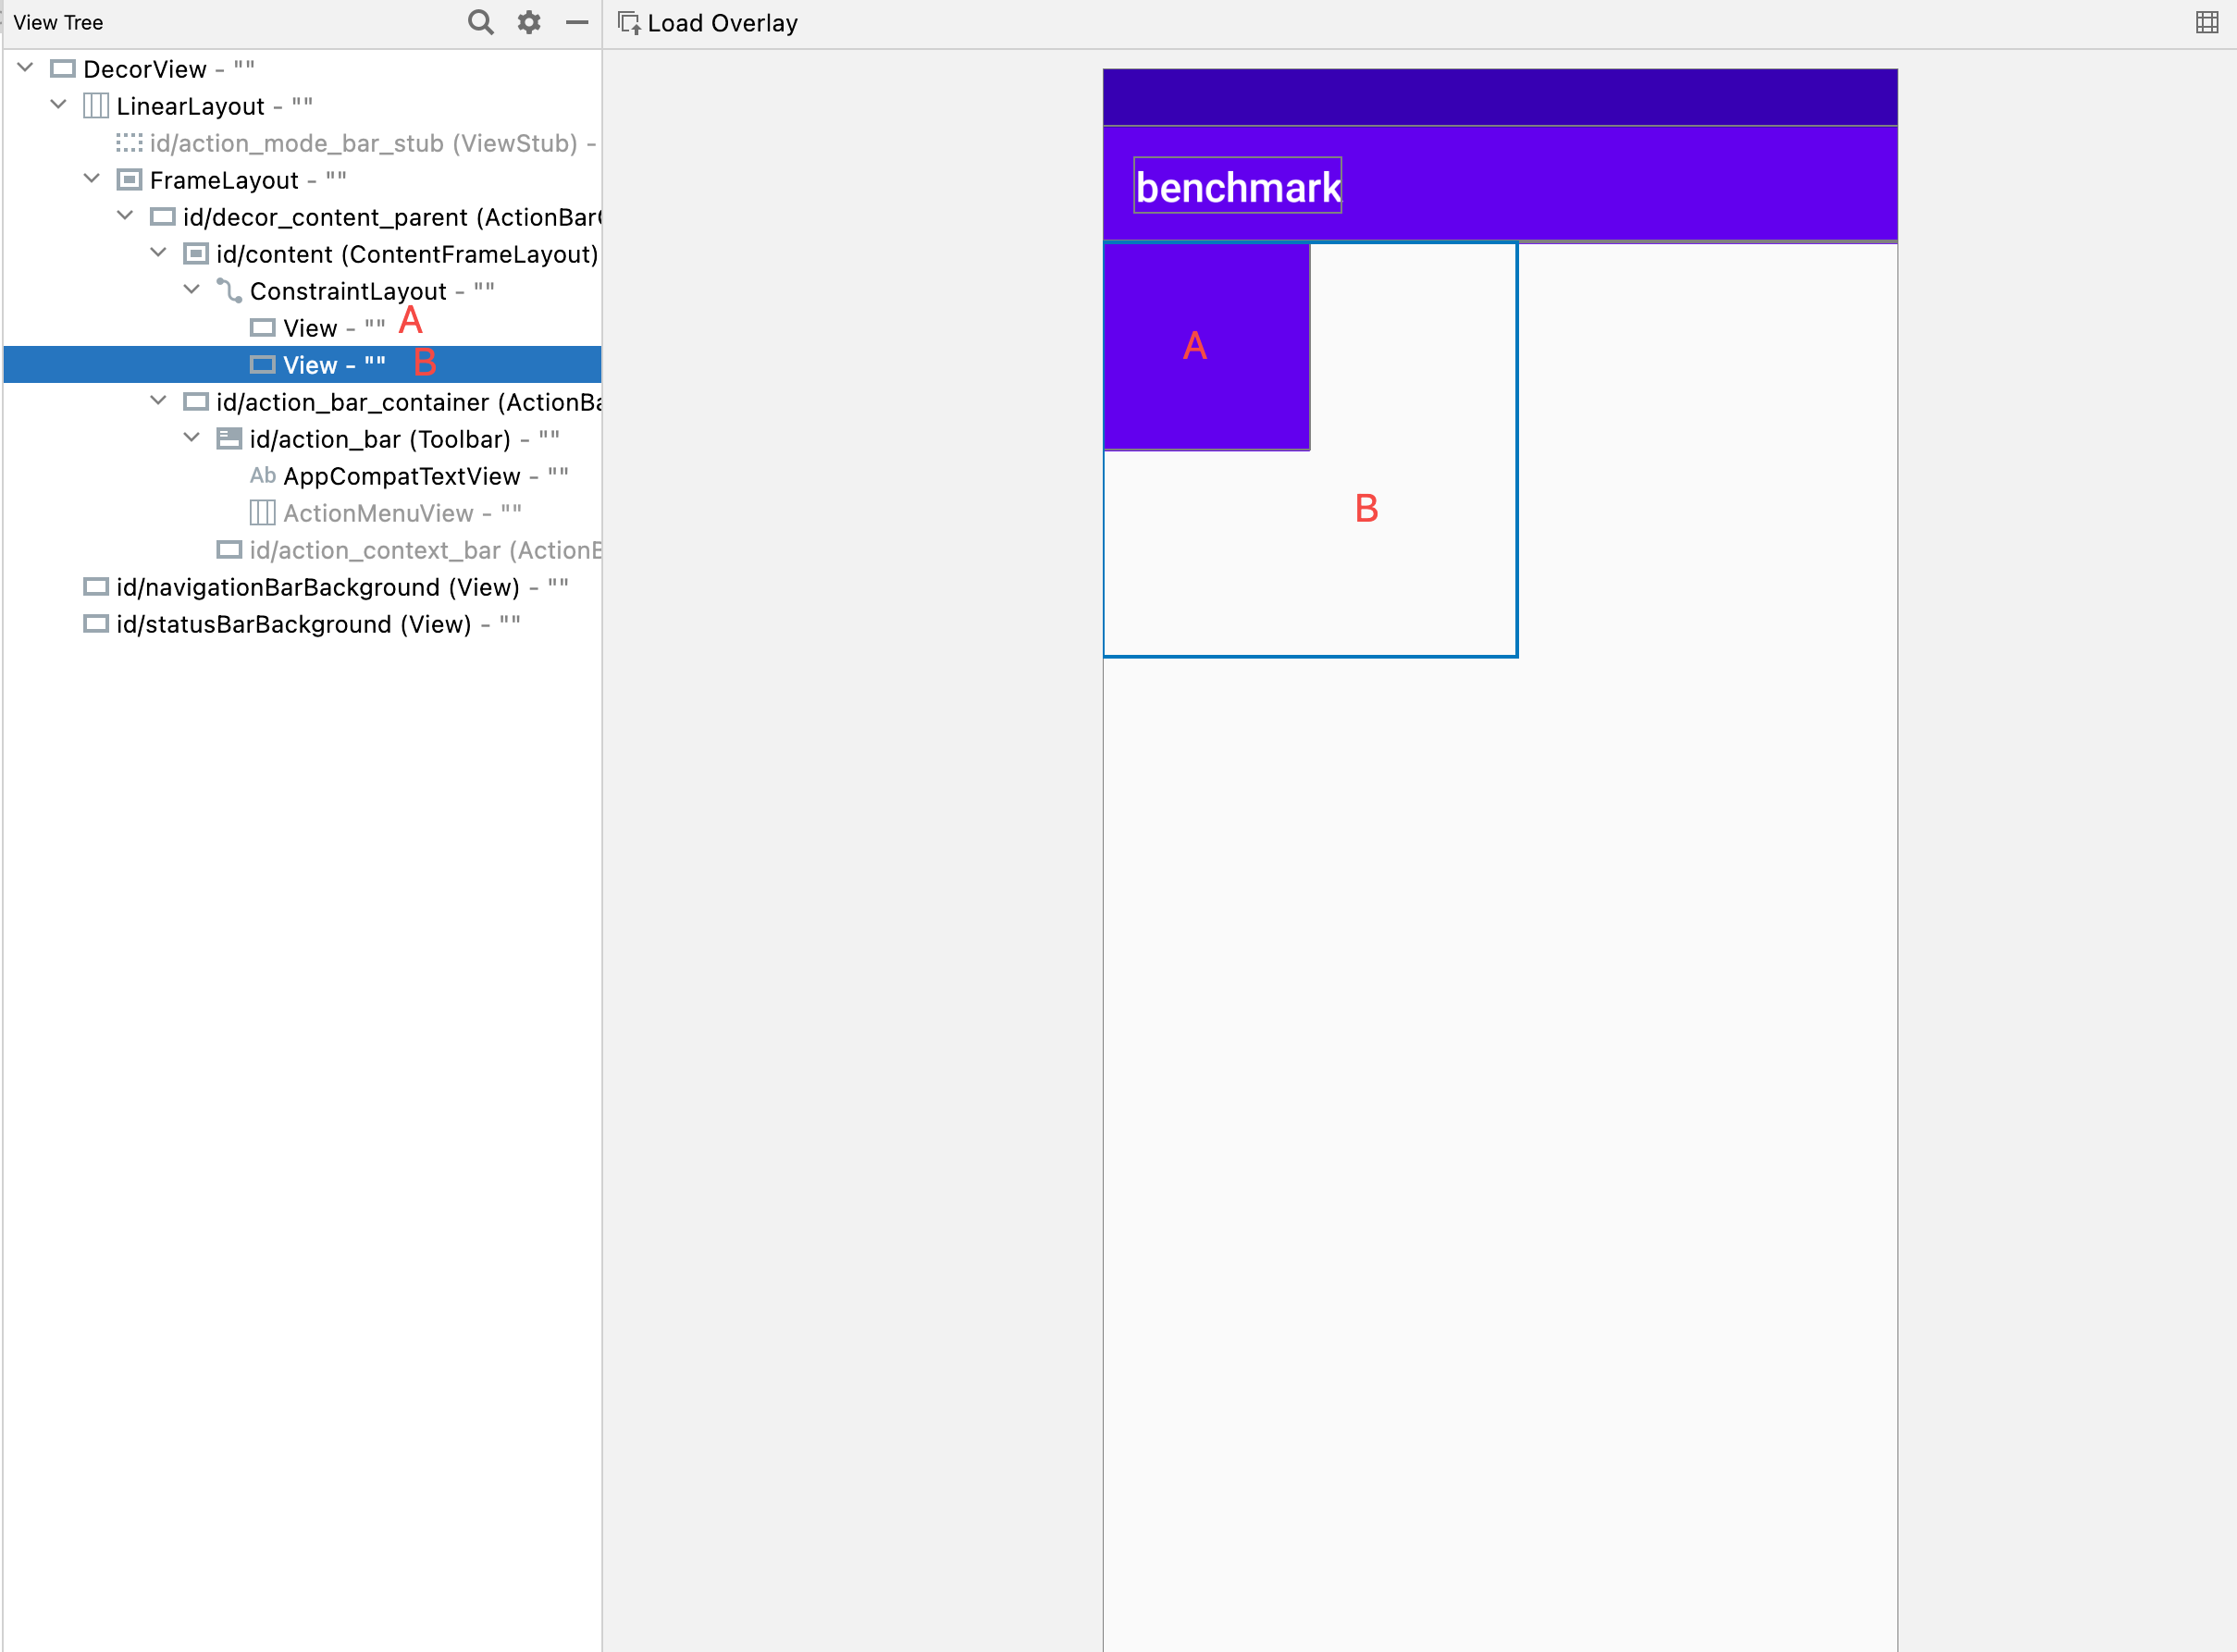 View Tree
Load Overlay
DecorView - ""
LinearLayout - ""
id/action_mode_bar_stub (ViewStub) -
FrameLayout - ""
id/decor_content_parent (ActionBar
id/content (ContentFrameLayout)
ConstraintLayout - ""
View - "" A
View - "" B
id/action_bar_container (ActionBa
id/action_bar (Toolbar) - ""
Ab AppCompatTextView - ""
ActionMenuView - ""
id/action_context_bar (ActionB
id/navigationBarBackground (View) - ""
id/statusBarBackground (View) - ""
benchmark
A
B